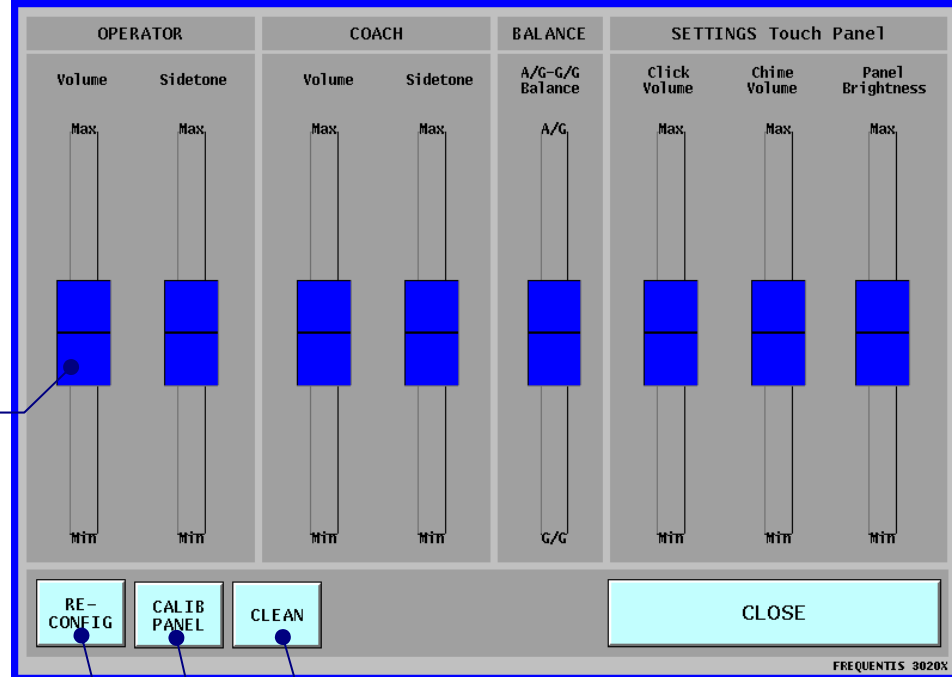 OPERATOR COACH BALANCE SETTINGS Touch Panel
Volume Sidetone Volume Sidetone A/G-G/G Balance Click Volume Chime Volume Panel Brightness
Max Max Max Max A/G Max Max Max
Min Min Min Min G/G Min Min Min
RE-
CONFIG
CALIB
PANEL
CLEAN
CLOSE
FREQUENTIS 3020X